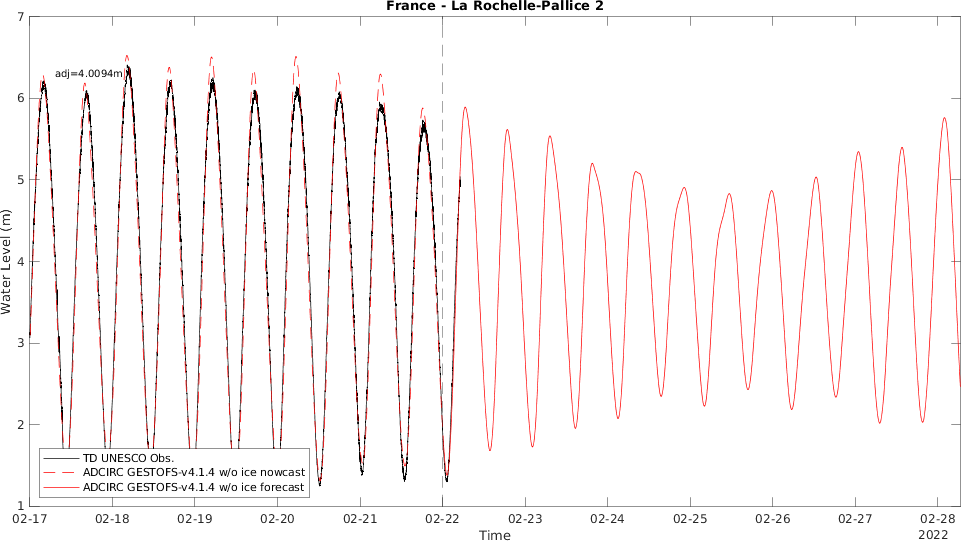 France - La Rochelle-Pallice 2
7
adj=4.0094m
6
5
4
3
2
1
Water Level (m)
TD UNESCO Obs.
ADCIRC GESTOFS-v4.1.4 w/o ice nowcast
ADCIRC GESTOFS-v4.1.4 w/o ice forecast
02-17 02-18 02-19 02-20 02-21 02-22 02-23 02-24 02-25 02-26 02-27 02-28
Time 2022